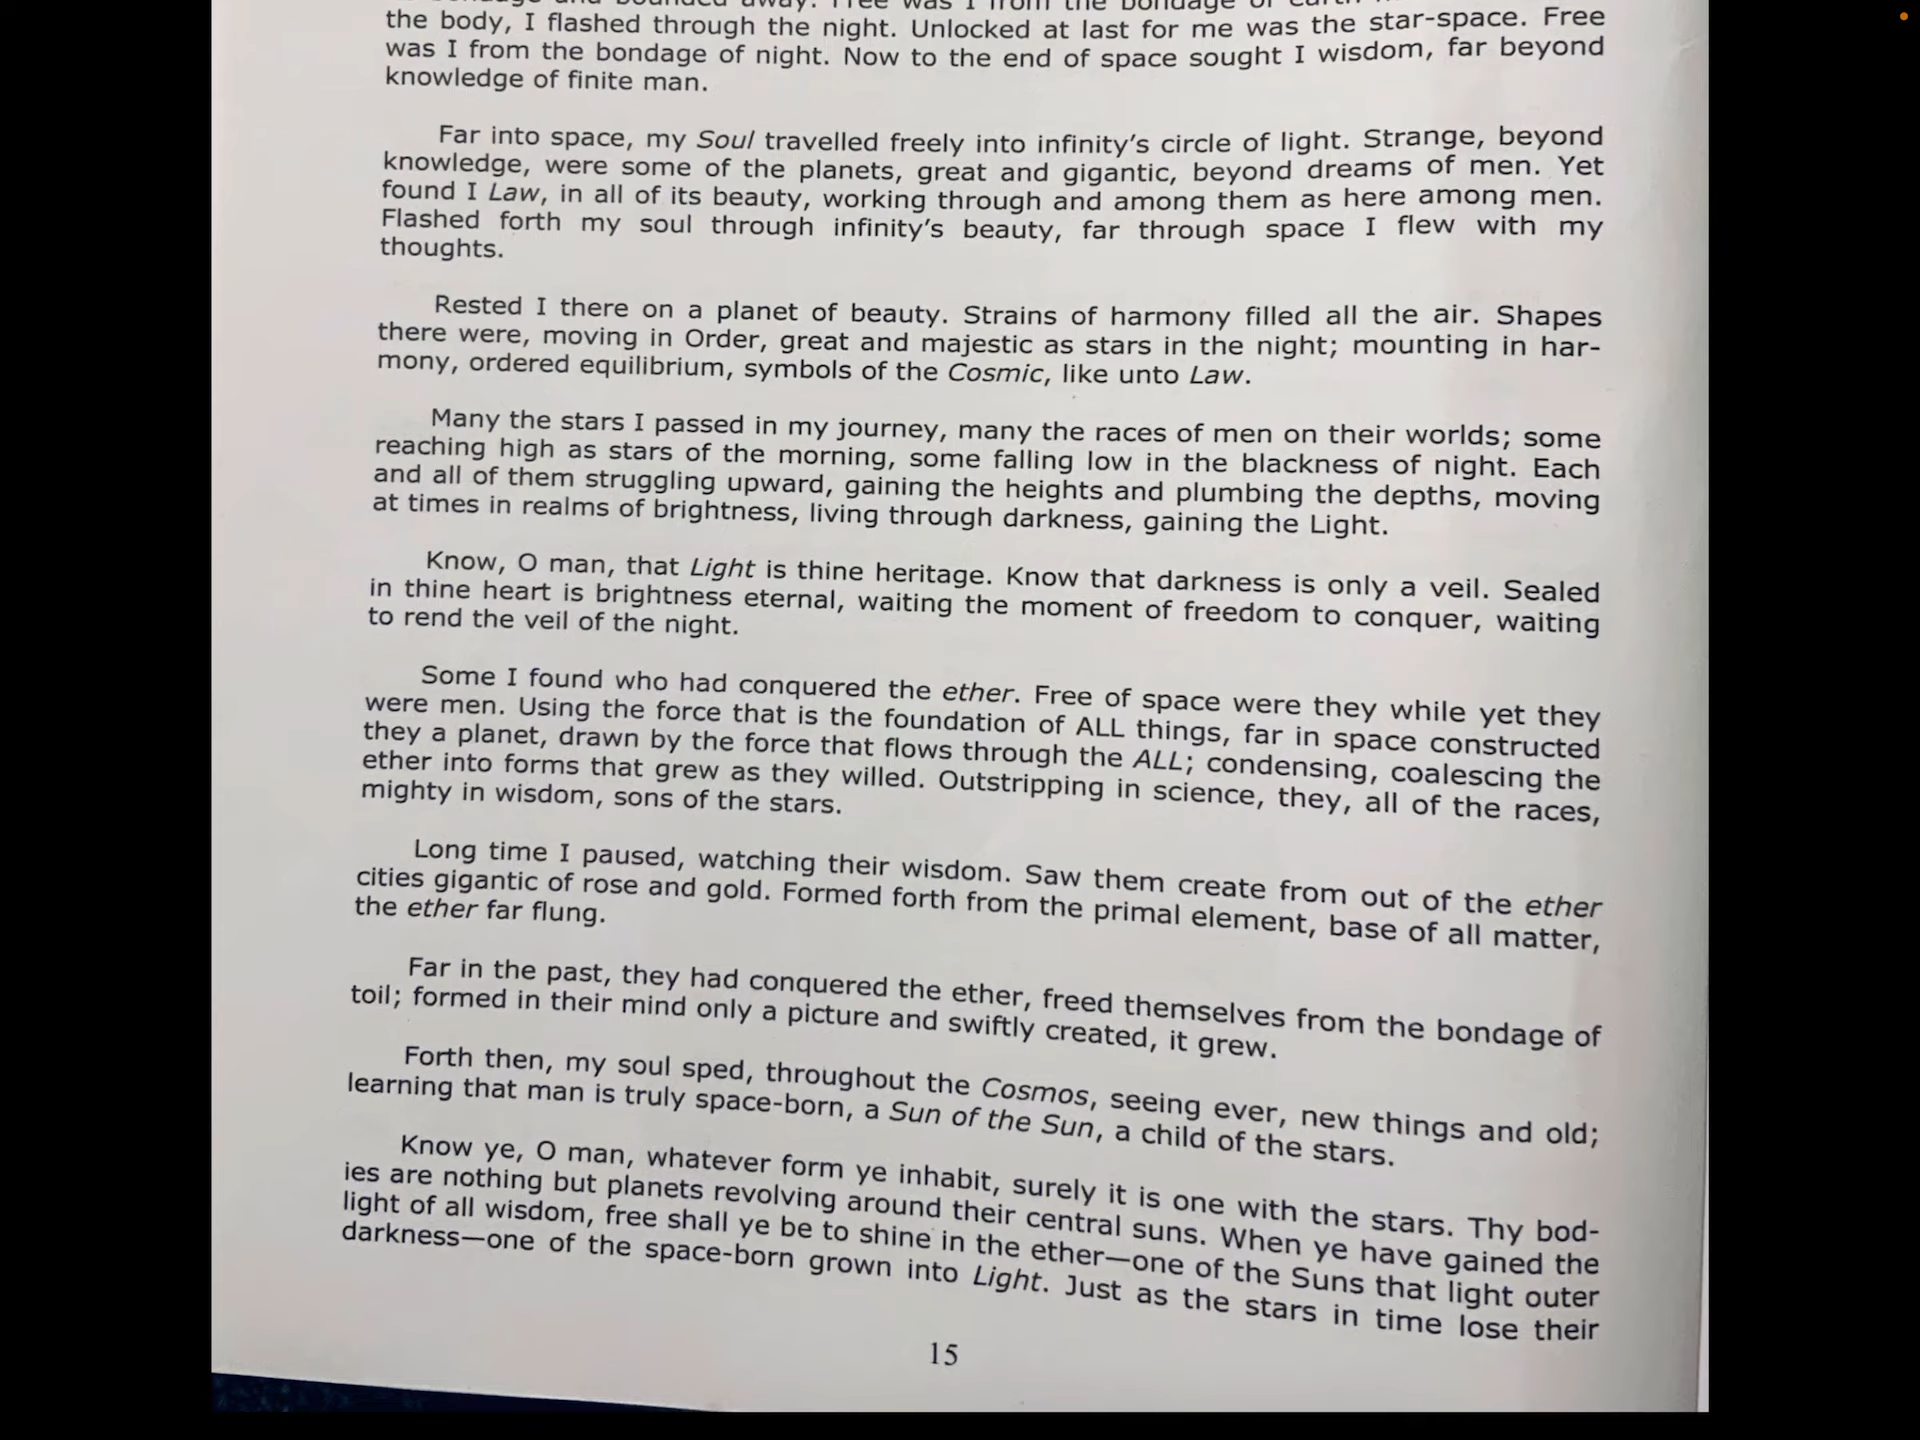 the body, I flashed through the night. Unlocked at last for me was the star-space. Free
was I from the bondage of night. Now to the end of space sought I wisdom, far beyond
knowledge of finite man.
Far into space, my Soul travelled freely into infinity's circle of light. Strange, beyond
knowledge, were some of the planets, great and gigantic, beyond dreams of men. Yet
found I Law, in all of its beauty, working through and among them as here among men.
Flashed forth my soul through infinity's beauty, far through space I flew with my
thoughts.
Rested I there on a planet of beauty. Strains of harmony filled all the air. Shapes
there were, moving in Order, great and majestic as stars in the night; mounting in har-
mony, ordered equilibrium, symbols of the Cosmic, like unto Law.
Many the stars I passed in my journey, many the races of men on their worlds; some
reaching high as stars of the morning, some falling low in the blackness of night. Each
and all of them struggling upward, gaining the heights and plumbing the depths, moving
at times in realms of brightness, living through darkness, gaining the Light.
Know, O man, that Light is thine heritage. Know that darkness is only a veil. Sealed
in thine heart is brightness eternal, waiting the moment of freedom to conquer, waiting
to rend the veil of the night.
Some I found who had conquered the ether. Free of space were they while yet they
were men. Using the force that is the foundation of ALL things, far in space constructed
they a planet, drawn by the force that flows through the ALL; condensing, coalescing the
ether into forms that grew as they willed. Outstripping in science, they, all of the races,
mighty in wisdom, sons of the stars.
Long time I paused, watching their wisdom. Saw them create from out of the ether
cities gigantic of rose and gold. Formed forth from the primal element, base of all matter,
the ether far flung.
Far in the past, they had conquered the ether, freed themselves from the bondage of
toil; formed in their mind only a picture and swiftly created, it grew.
Forth then, my soul sped, throughout the Cosmos, seeing ever, new things and old;
learning that man is truly space-born, a Sun of the Sun, a child of the stars.
Know ye, O man, whatever form ye inhabit, surely it is one with the stars. Thy bod-
ies are nothing but planets revolving around their central suns. When ye have gained the
light of all wisdom, free shall ye be to shine in the ether—one of the Suns that light outer
darkness—one of the space-born grown into Light. Just as the stars in time lose their
15